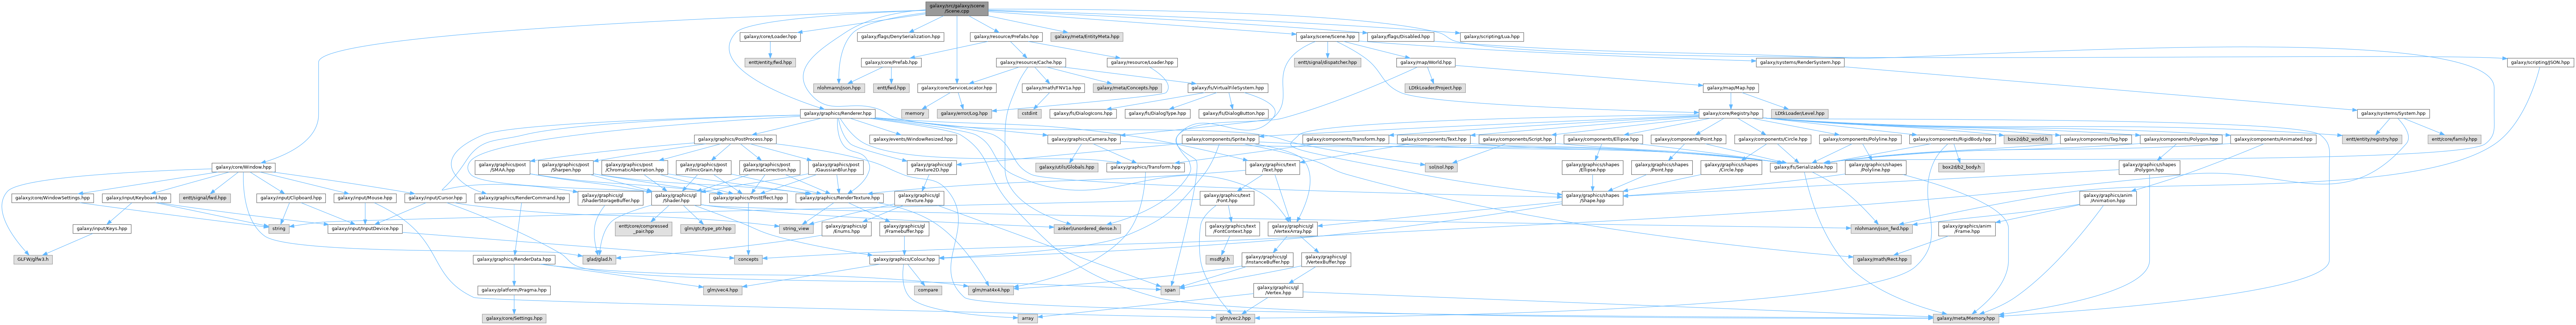 galaxy/src/galaxy/scene
/Scene.cpp
galaxy/core/Loader.hpp
galaxy/flags/DenySerialization.hpp
galaxy/resource/Prefabs.hpp
galaxy/meta/EntityMeta.hpp
galaxy/scene/Scene.hpp
galaxy/flags/Disabled.hpp
galaxy/scripting/Lua.hpp
entt/entity/fwd.hpp
galaxy/core/Prefab.hpp
galaxy/resource/Cache.hpp
galaxy/resource/Loader.hpp
entt/signal/dispatcher.hpp
galaxy/map/World.hpp
galaxy/systems/RenderSystem.hpp
galaxy/scripting/JSON.hpp
nlohmann/json.hpp
entt/fwd.hpp
galaxy/core/ServiceLocator.hpp
galaxy/math/FNV1a.hpp
galaxy/meta/Concepts.hpp
galaxy/fs/VirtualFileSystem.hpp
LDtkLoader/Project.hpp
galaxy/map/Map.hpp
galaxy/graphics/Renderer.hpp
memory
galaxy/error/Log.hpp
cstdint
galaxy/fs/DialogIcons.hpp
galaxy/fs/DialogType.hpp
galaxy/fs/DialogButton.hpp
galaxy/core/Registry.hpp
LDtkLoader/Level.hpp
galaxy/systems/System.hpp
galaxy/graphics/PostProcess.hpp
galaxy/events/WindowResized.hpp
galaxy/graphics/Camera.hpp
galaxy/components/Sprite.hpp
galaxy/components/Transform.hpp
galaxy/components/Text.hpp
galaxy/components/Script.hpp
galaxy/components/Ellipse.hpp
galaxy/components/Point.hpp
galaxy/components/Circle.hpp
galaxy/components/Polyline.hpp
galaxy/components/RigidBody.hpp
box2d/b2_world.h
galaxy/components/Tag.hpp
galaxy/components/Polygon.hpp
galaxy/components/Animated.hpp
entt/entity/registry.hpp
entt/core/family.hpp
galaxy/core/Window.hpp
galaxy/graphics/post
/SMAA.hpp
galaxy/graphics/post
/Sharpen.hpp
galaxy/graphics/post
/ChromaticAberration.hpp
galaxy/graphics/post
/FilmicGrain.hpp
galaxy/graphics/post
/GammaCorrection.hpp
galaxy/graphics/post
/GaussianBlur.hpp
galaxy/graphics/gl
/Texture2D.hpp
galaxy/utils/Globals.hpp
galaxy/graphics/Transform.hpp
galaxy/graphics/text
/Text.hpp
sol/sol.hpp
galaxy/graphics/shapes
/Ellipse.hpp
galaxy/graphics/shapes
/Point.hpp
galaxy/graphics/shapes
/Circle.hpp
galaxy/fs/Serializable.hpp
galaxy/graphics/shapes
/Polyline.hpp
box2d/b2_body.h
galaxy/graphics/shapes
/Polygon.hpp
galaxy/core/WindowSettings.hpp
galaxy/input/Keyboard.hpp
entt/signal/fwd.hpp
galaxy/input/Clipboard.hpp
galaxy/input/Mouse.hpp
galaxy/input/Cursor.hpp
galaxy/graphics/RenderCommand.hpp
galaxy/graphics/gl
/ShaderStorageBuffer.hpp
galaxy/graphics/gl
/Shader.hpp
galaxy/graphics/PostEffect.hpp
galaxy/graphics/RenderTexture.hpp
galaxy/graphics/gl
/Texture.hpp
galaxy/graphics/text
/Font.hpp
galaxy/graphics/shapes
/Shape.hpp
galaxy/graphics/anim
/Animation.hpp
galaxy/input/Keys.hpp
string
galaxy/input/InputDevice.hpp
entt/core/compressed
_pair.hpp
glm/gtc/type_ptr.hpp
string_view
galaxy/graphics/gl
/Enums.hpp
galaxy/graphics/gl
/Framebuffer.hpp
ankerl/unordered_dense.h
galaxy/graphics/text
/FontContext.hpp
galaxy/graphics/gl
/VertexArray.hpp
nlohmann/json_fwd.hpp
galaxy/graphics/anim
/Frame.hpp
GLFW/glfw3.h
galaxy/graphics/RenderData.hpp
glad/glad.h
concepts
galaxy/graphics/Colour.hpp
msdfgl.h
galaxy/graphics/gl
/InstanceBuffer.hpp
galaxy/graphics/gl
/VertexBuffer.hpp
galaxy/math/Rect.hpp
galaxy/platform/Pragma.hpp
glm/vec4.hpp
compare
glm/mat4x4.hpp
span
galaxy/graphics/gl
/Vertex.hpp
galaxy/core/Settings.hpp
array
glm/vec2.hpp
galaxy/meta/Memory.hpp